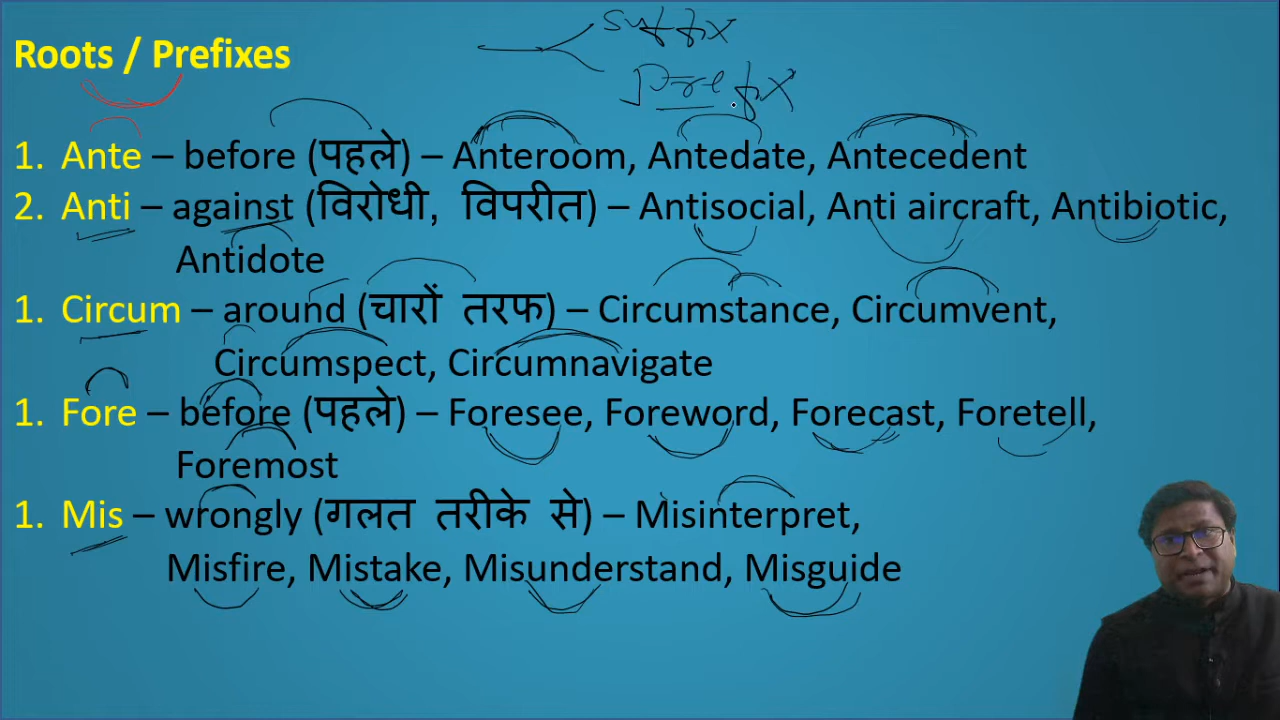 suffix
Roots / Prefixes
Prefix
1. Ante – before (पहले) – Anteroom, Antedate, Antecedent
2. Anti – against (विरोधी, विपरीत) – Antisocial, Anti aircraft, Antibiotic,
Antidote
1. Circum – around (चारों तरफ) – Circumstance, Circumvent,
Circumspect, Circumnavigate
1. Fore – before (पहले) – Foresee, Foreword, Forecast, Foretell,
Foremost
1. Mis – wrongly (गलत तरीके से) – Misinterpret,
Misfire, Mistake, Misunderstand, Misguide